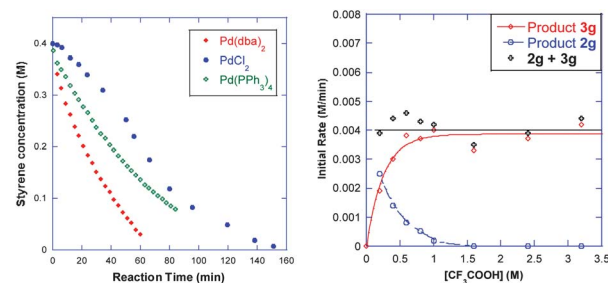 Styrene concentration (M)
0.5
0.4
0.3
0.2
0.1
0.0
Pd(dba)2
PdCl2
Pd(PPh3)4
0 20 40 60 80 100 120 140 160
Reaction Time (min)
Initial Rate (M/min)
0.008
0.007
0.006
0.005
0.004
0.003
0.002
0.001
0
Product 3g
Product 2g
2g + 3g
0 0.5 1 1.5 2 2.5 3 3.5
[CF3COOH] (M)